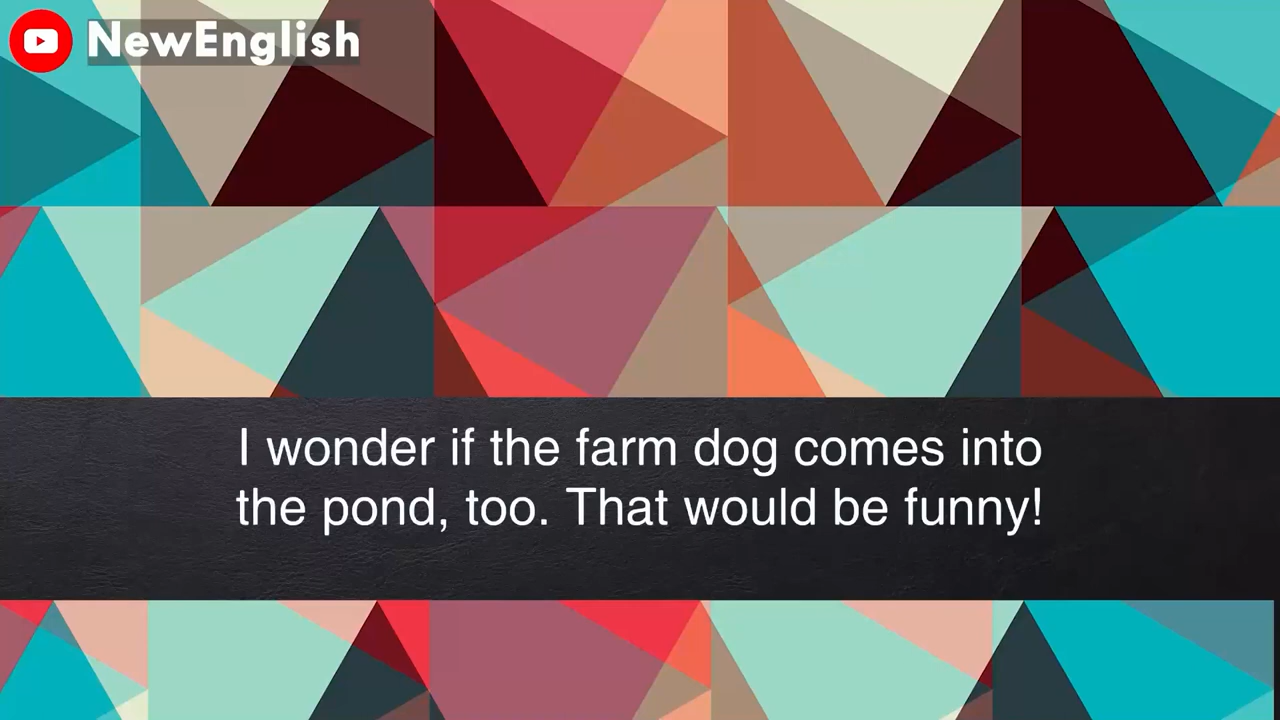 NewEnglish
I wonder if the farm dog comes into
the pond, too. That would be funny!